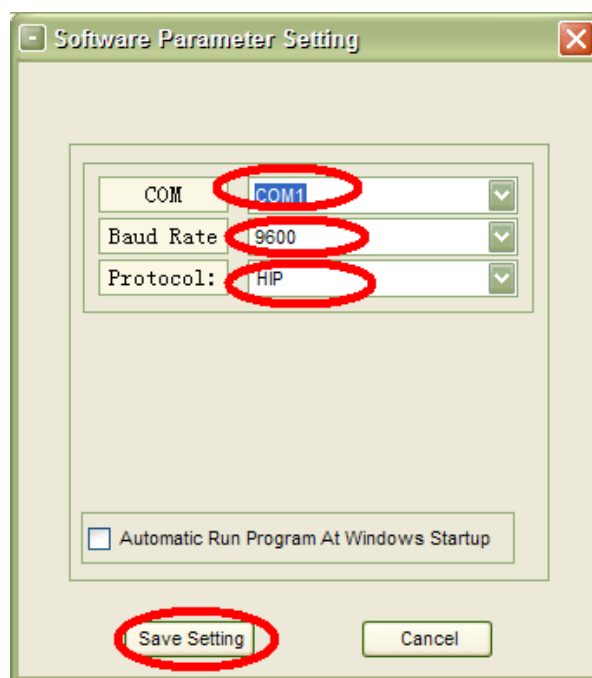 Software Parameter Setting
COM COM1
Baud Rate 9600
Protocol: HIP
Automatic Run Program At Windows Startup
Save Setting Cancel